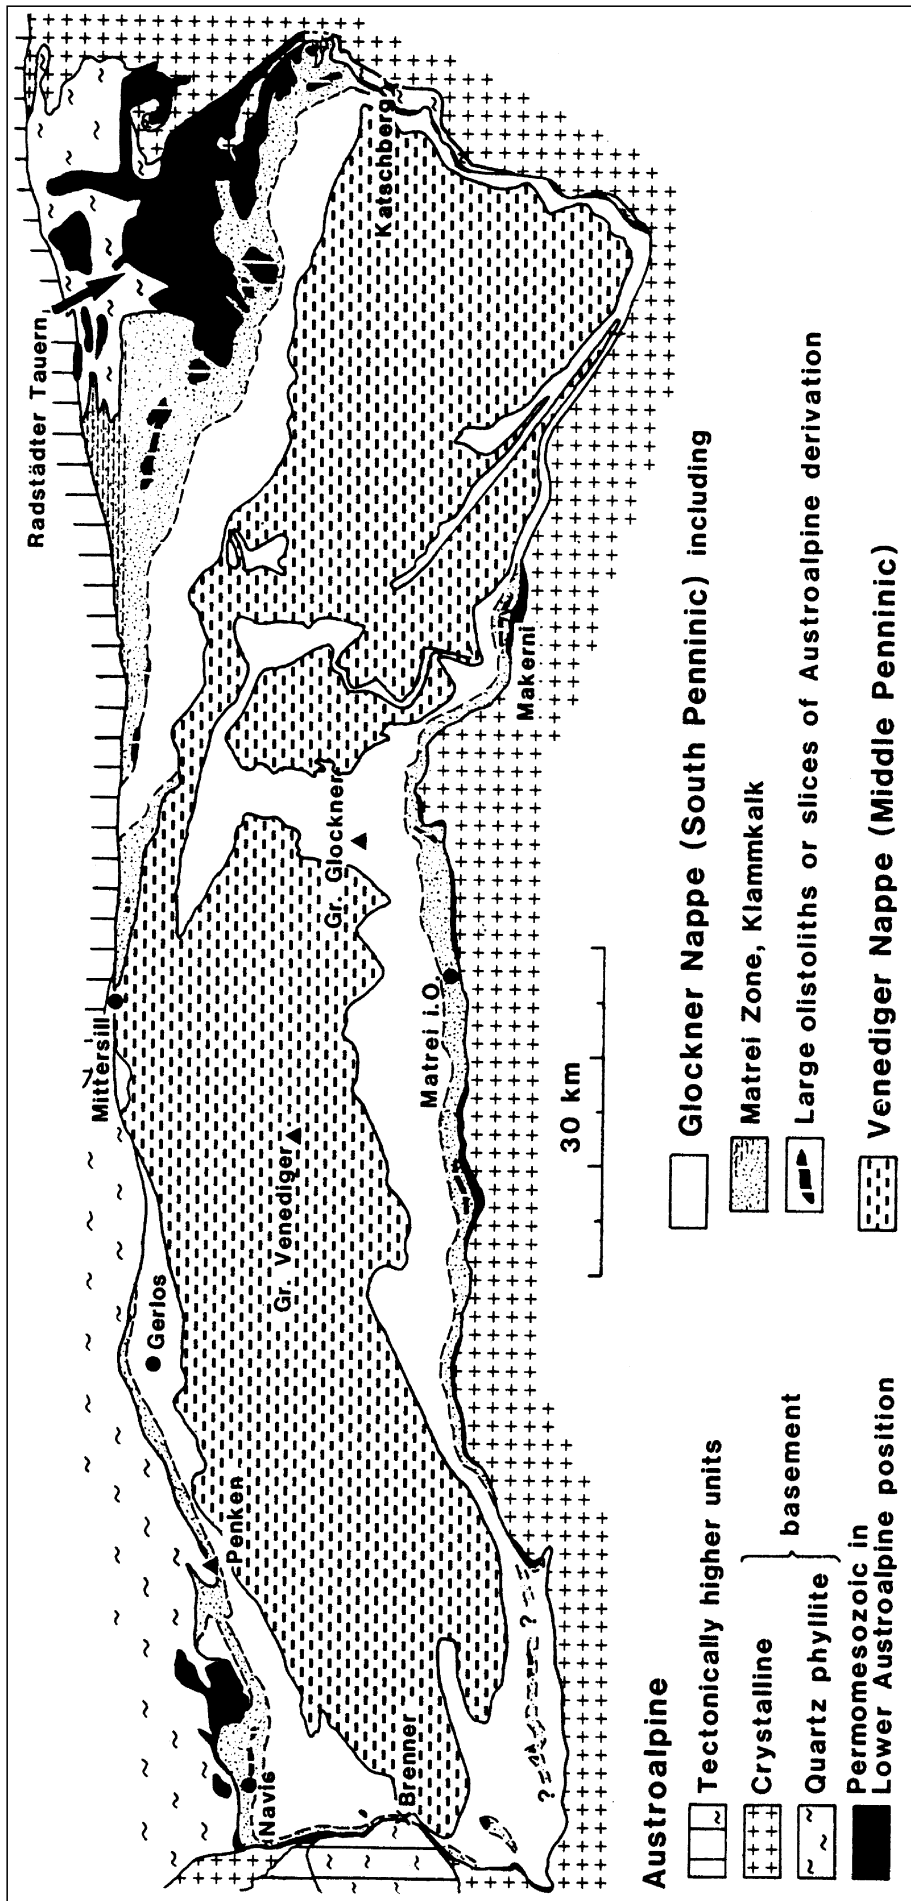 Radstädter Tauern
Katschberg
Mittersill
Gerlos
Penken
Navis
Brenner
Gr. Venediger
Gr. Glockner
Matrei i.O.
Makerni
?
?
30 km
Austroalpine
Tectonically higher units
Crystalline
Quartz phyllite
basement
Permomesozoic in
Lower Austroalpine position
Glockner Nappe (South Penninic) including
Matrei Zone, Klammkalk
Large olistoliths or slices of Austroalpine derivation
Venediger Nappe (Middle Penninic)